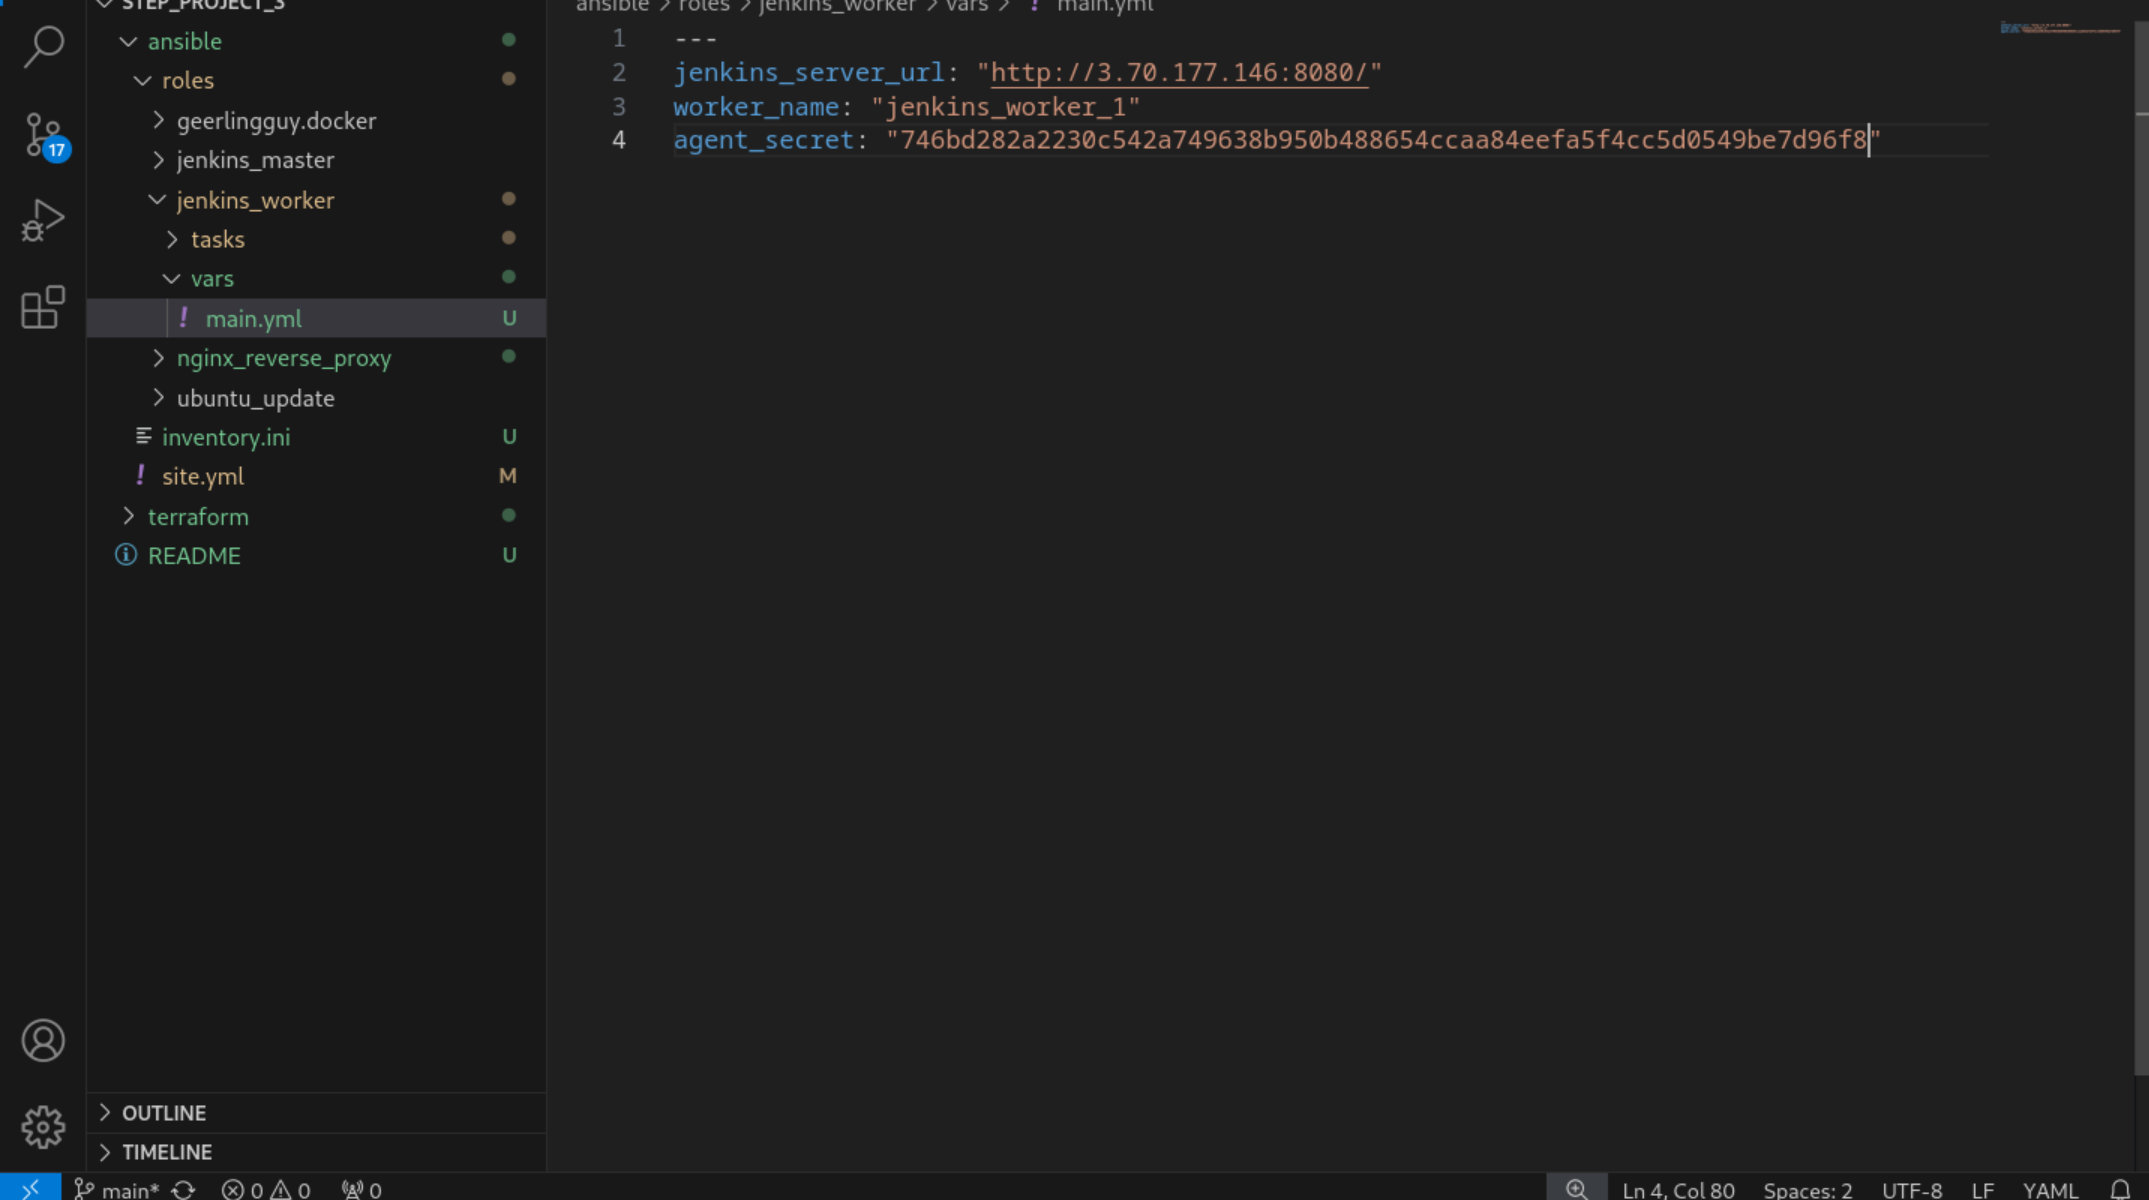 STEP_PROJECT_3
ansible
roles
geerlingguy.docker
jenkins_master
jenkins_worker
tasks
vars
! main.yml U
nginx_reverse_proxy
ubuntu_update
inventory.ini U
! site.yml M
terraform
README U
OUTLINE
TIMELINE
17
ansible > roles > jenkins_worker > vars > ! main.yml
1 ---
2 jenkins_server_url: "http://3.70.177.146:8080/"
3 worker_name: "jenkins_worker_1"
4 agent_secret: "746bd282a2230c542a749638b950b488654ccaa84eefa5f4cc5d0549be7d96f8"
main* 0 0 0 Ln 4, Col 80 Spaces: 2 UTF-8 LF YAML